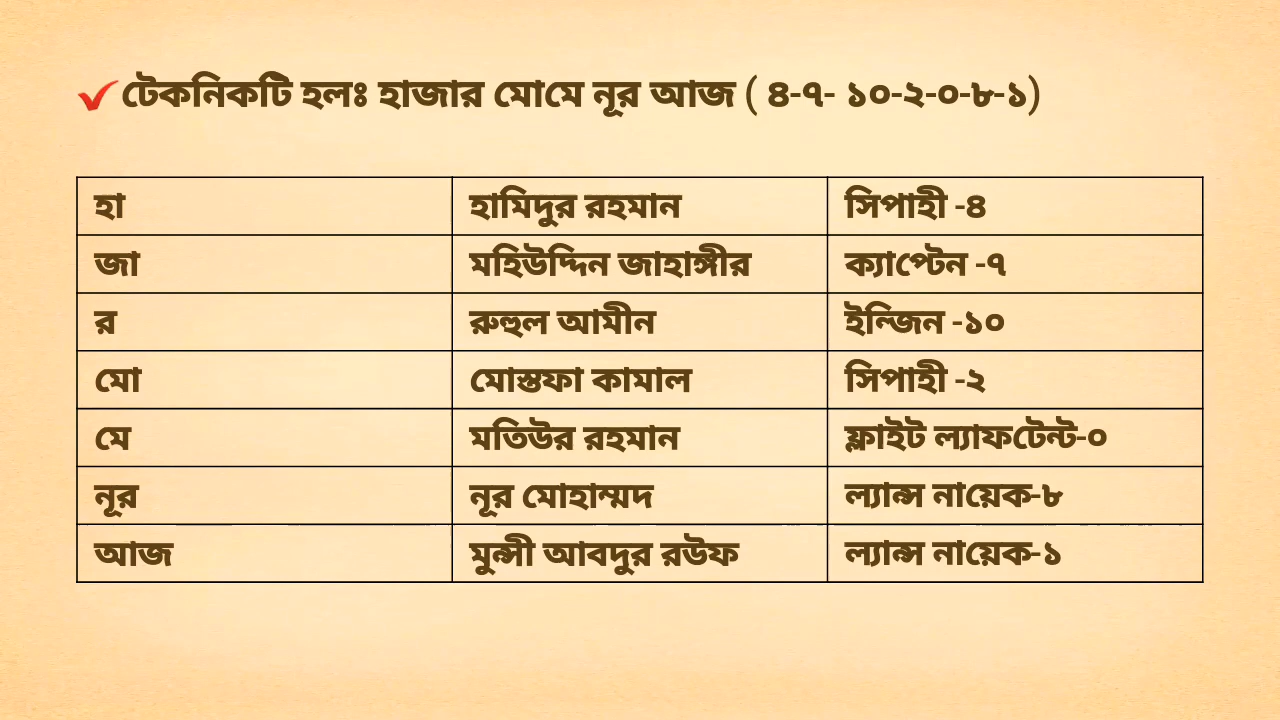 টেকনিকটি হলঃ হাজার মোমে নূর আজ ( ৪-৭- ১০-২-০-৮-১)
হা হামিদুর রহমান সিপাহী -৪
জা মহিউদ্দিন জাহাঙ্গীর ক্যাপ্টেন -৭
র রুহুল আমীন ইন্জিন -১০
মো মোস্তফা কামাল সিপাহী -২
মে মতিউর রহমান ফ্লাইট ল্যাফটেন্ট-০
নূর নূর মোহাম্মদ ল্যান্স নায়েক-৮
আজ মুন্সী আবদুর রউফ ল্যান্স নায়েক-১